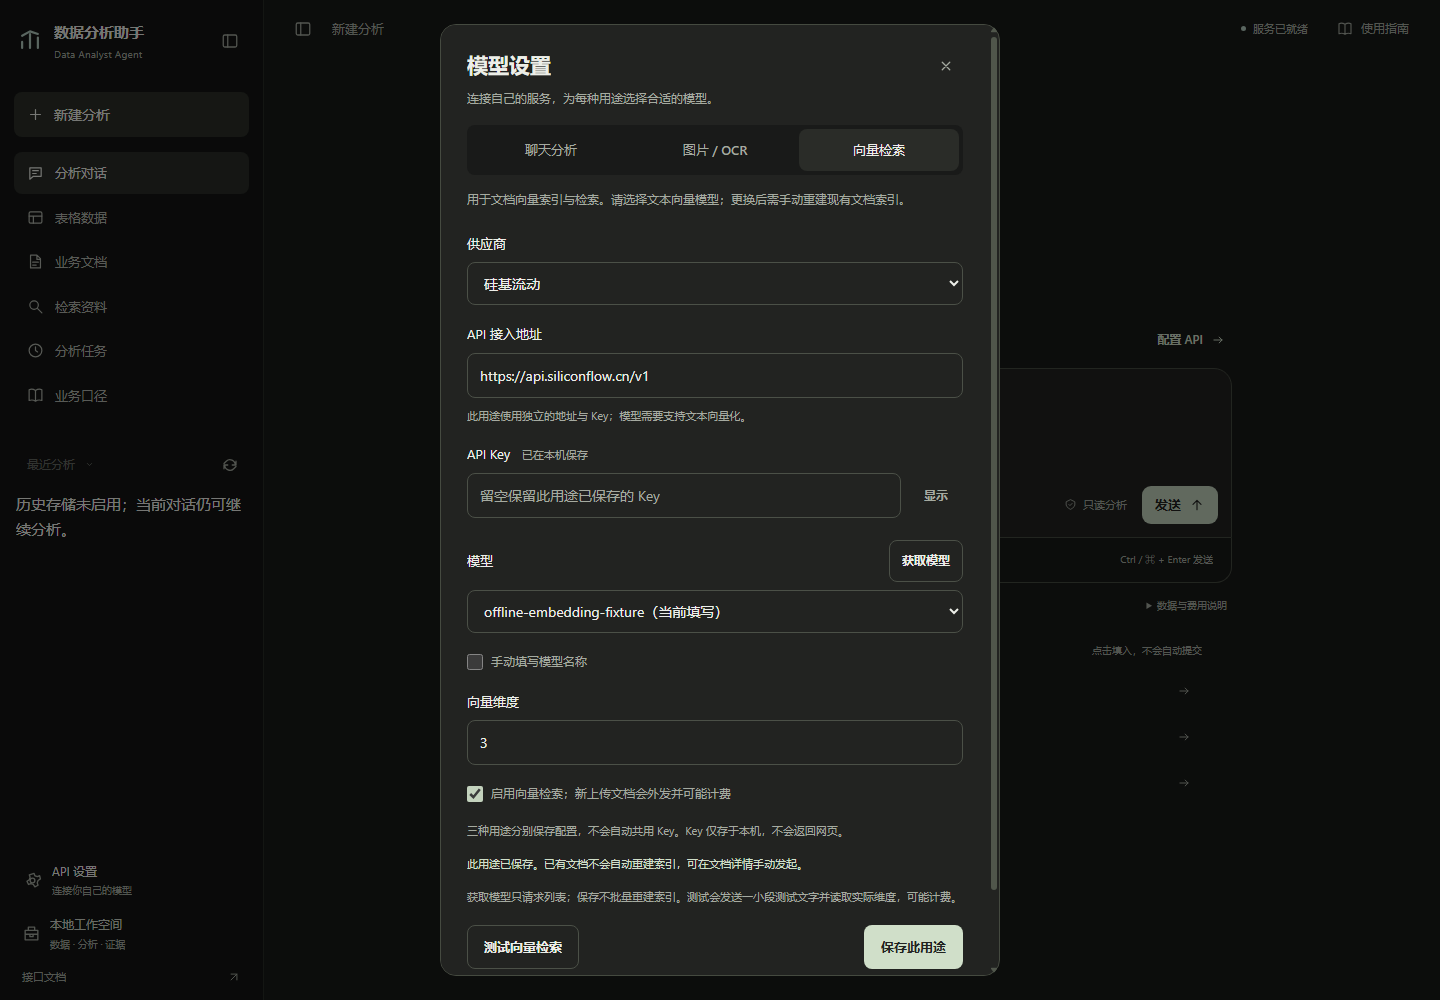 数据分析助手
Data Analyst Agent
新建分析
分析对话
表格数据
业务文档
检索资料
分析任务
业务口径
最近分析
历史存储未启用；当前对话仍可继
续分析。
API 设置
连接你自己的模型
本地工作空间
数据 · 分析 · 证据
接口文档
新建分析
服务已就绪
使用指南
配置 API
只读分析
发送
Ctrl / ⌘ + Enter 发送
数据与费用说明
点击填入，不会自动提交
模型设置
连接自己的服务，为每种用途选择合适的模型。
聊天分析
图片 / OCR
向量检索
用于文档向量索引与检索。请选择文本向量模型；更换后需手动重建现有文档索引。
供应商
硅基流动
API 接入地址
https://api.siliconflow.cn/v1
此用途使用独立的地址与 Key；模型需要支持文本向量化。
API Key 已在本机保存
留空保留此用途已保存的 Key
显示
模型
获取模型
offline-embedding-fixture（当前填写）
手动填写模型名称
向量维度
3
启用向量检索；新上传文档会外发并可能计费
三种用途分别保存配置，不会自动共用 Key。Key 仅存于本机，不会返回网页。
此用途已保存。已有文档不会自动重建索引，可在文档详情手动发起。
获取模型只请求列表；保存不批量重建索引。测试会发送一小段测试文字并读取实际维度，可能计费。
测试向量检索
保存此用途